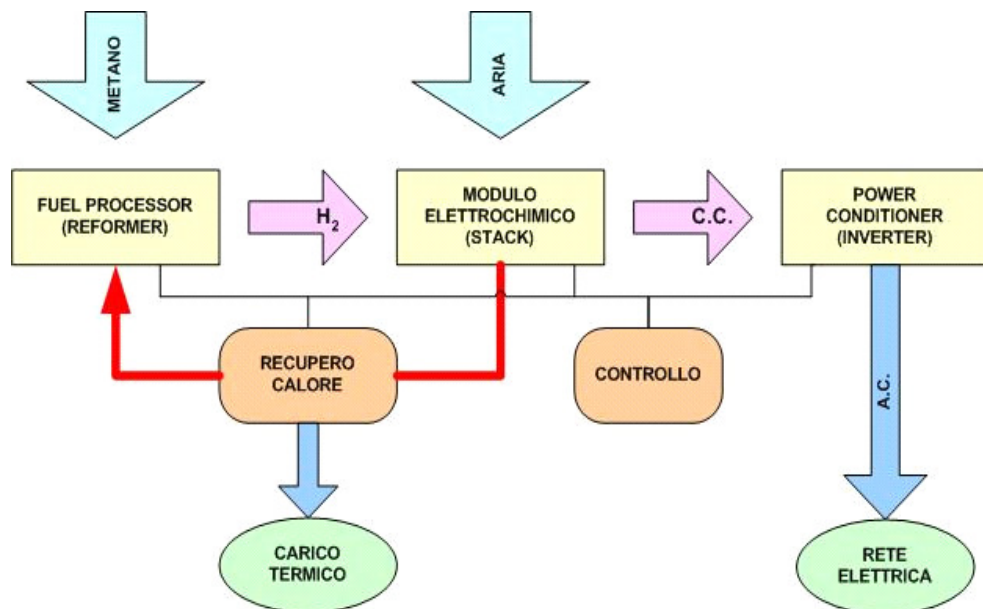 METANO
ARIA
FUEL PROCESSOR
(REFORMER)
H₂
MODULO
ELETTROCHIMICO
(STACK)
C.C.
POWER
CONDITIONER
(INVERTER)
RECUPERO
CALORE
CONTROLLO
A.C.
CARICO
TERMICO
RETE
ELETTRICA